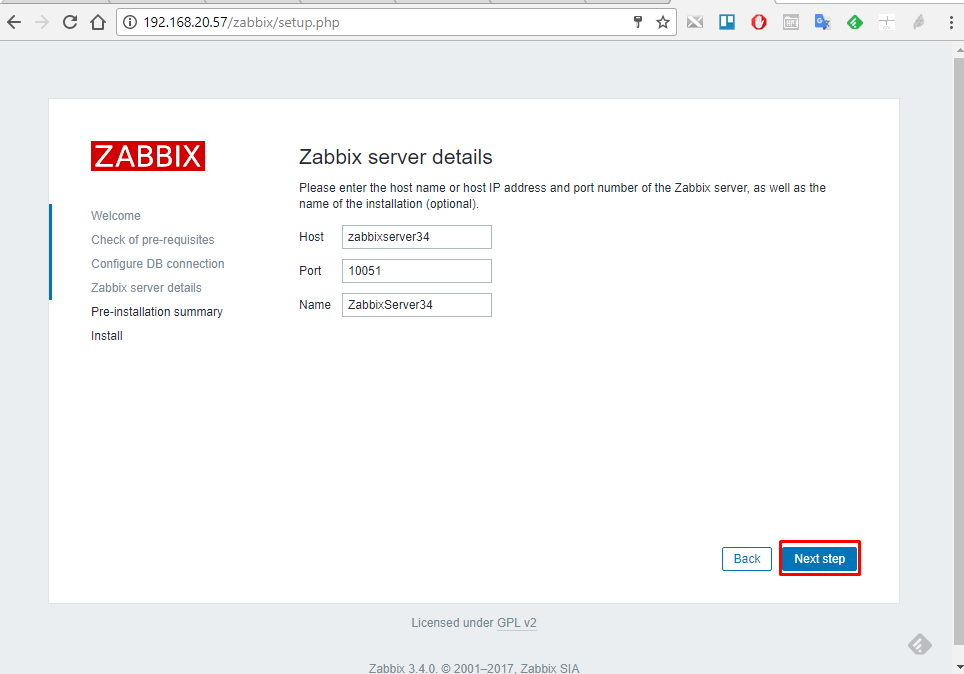 192.168.20.57/zabbix/setup.php
ZABBIX
Welcome
Check of pre-requisites
Configure DB connection
Zabbix server details
Pre-installation summary
Install
Zabbix server details
Please enter the host name or host IP address and port number of the Zabbix server, as well as the
name of the installation (optional).
Host zabbixserver34
Port 10051
Name ZabbixServer34
Back Next step
Licensed under GPL v2
Zabbix 3.4.0. © 2001–2017, Zabbix SIA